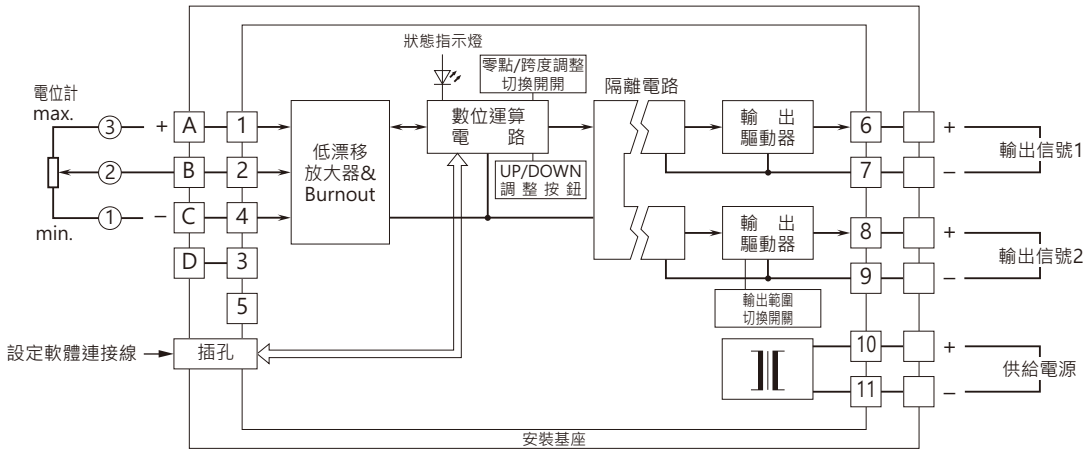 狀態指示燈
零點/跨度調整
切換開開
隔離電路
電位計
max.
③
+
A
1
②
B
2
①
−
C
4
min.
D
3
5
低漂移
放大器&
Burnout
數位運算
電 路
UP/DOWN
調整按鈕
輸 出
驅動器
6
+
7
−
輸出信號1
輸 出
驅動器
8
+
9
−
輸出信號2
輸出範圍
切換開關
設定軟體連接線
插孔
10
+
11
−
供給電源
安裝基座